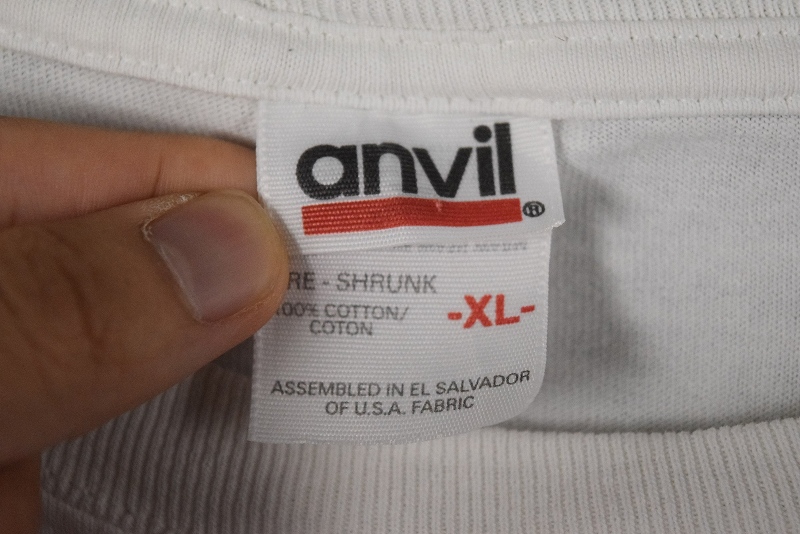 anvil®
RE - SHRUNK
100% COTTON/
COTON
-XL-
ASSEMBLED IN EL SALVADOR
OF U.S.A. FABRIC